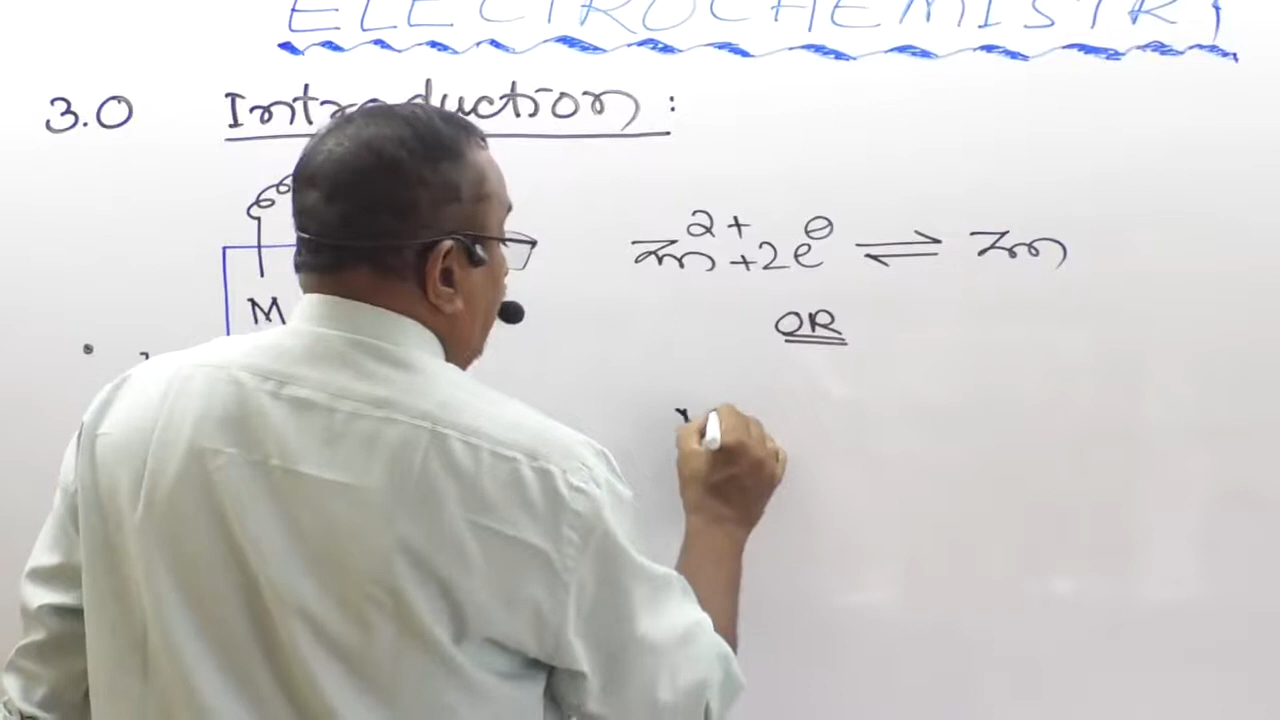 ELECTROCHEMISTRY
3.0 Introduction :
M
Zn²⁺ + 2e⊖ ⇌ Zn
OR